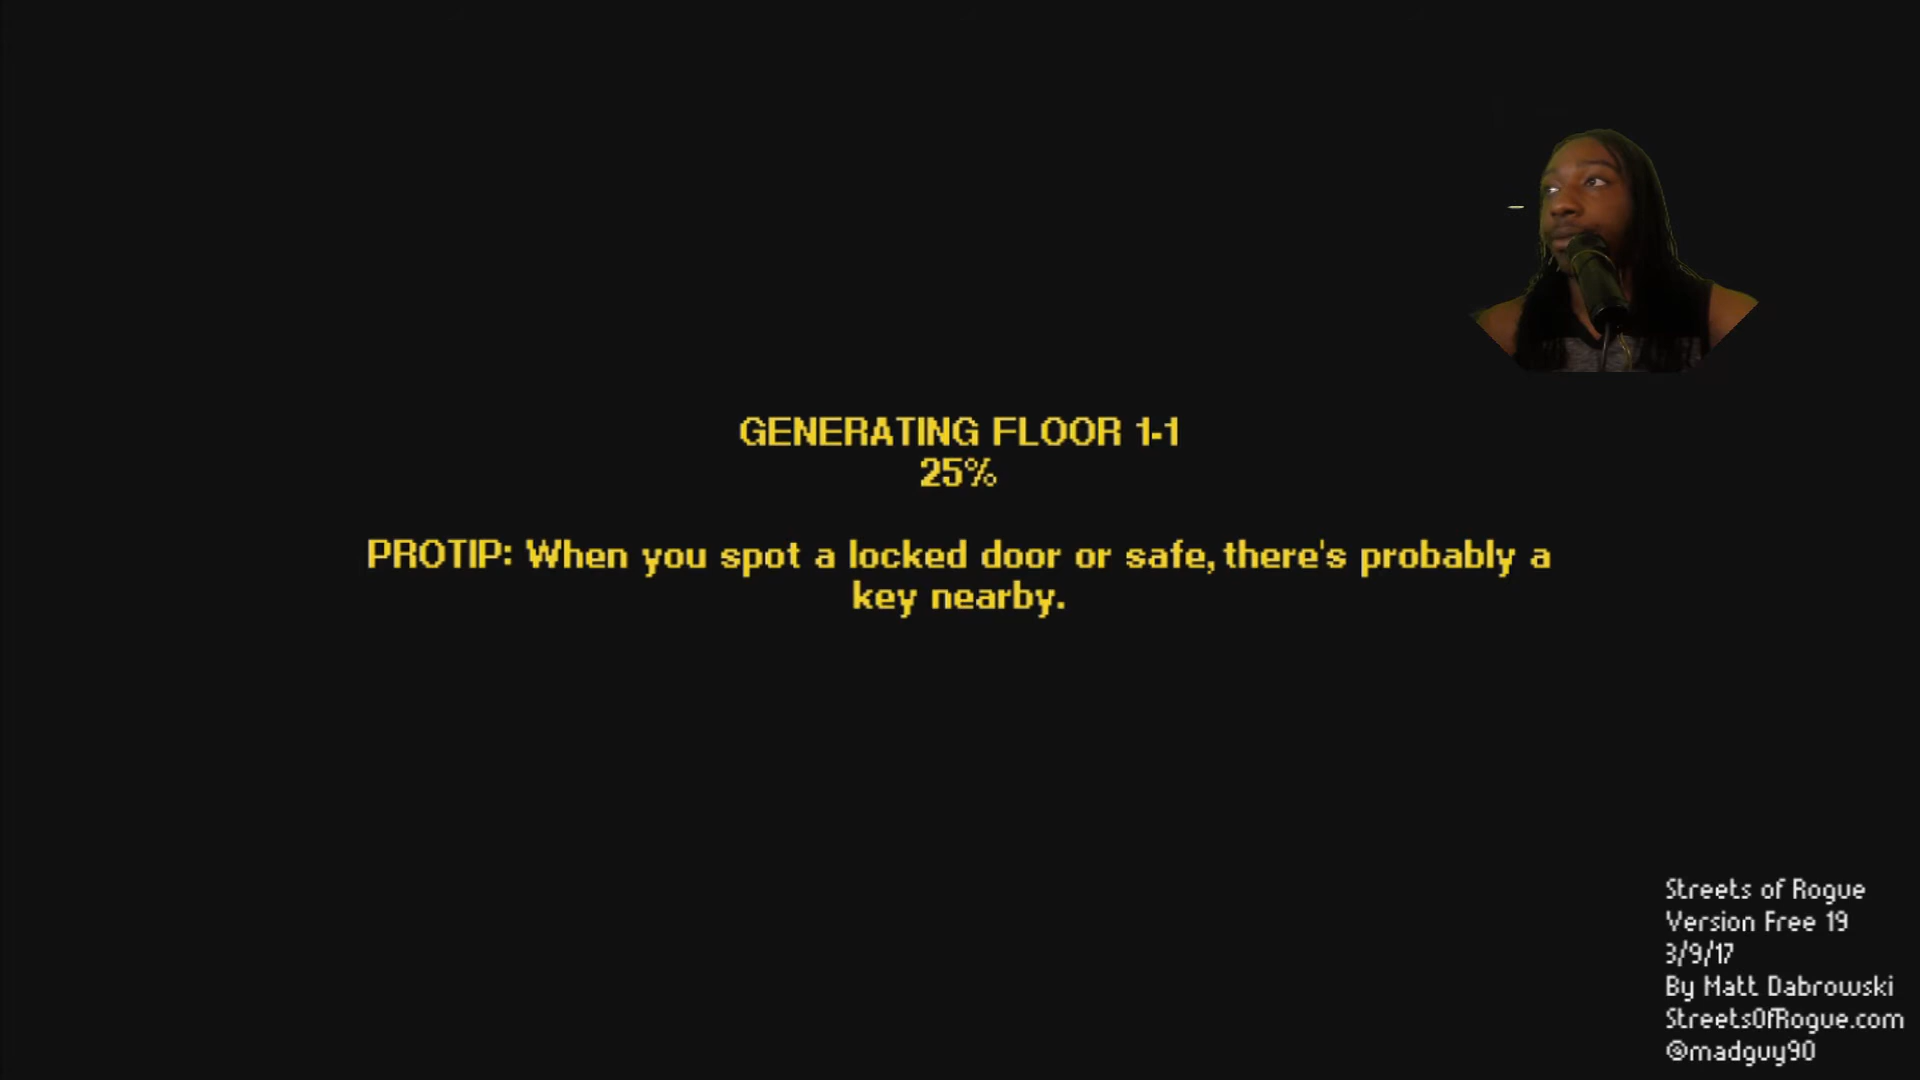 GENERATING FLOOR 1-1
25%
PROTIP: When you spot a locked door or safe, there's probably a
key nearby.
Streets of Rogue
Version Free 19
3/9/17
By Matt Dabrowski
StreetsOfRogue.com
@madguy90